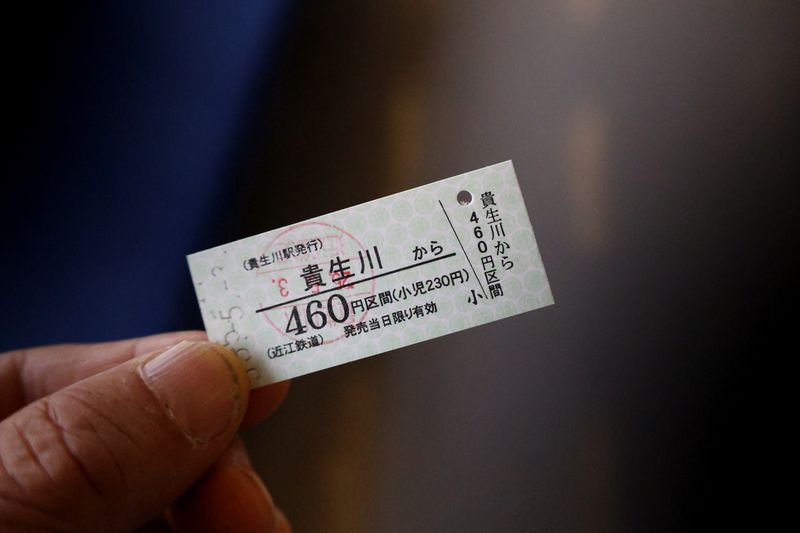 (貴生川駅発行)
貴生川 から
460円区間(小児230円)
発売当日限り有効
(近江鉄道)
貴生川から
460円区間
小